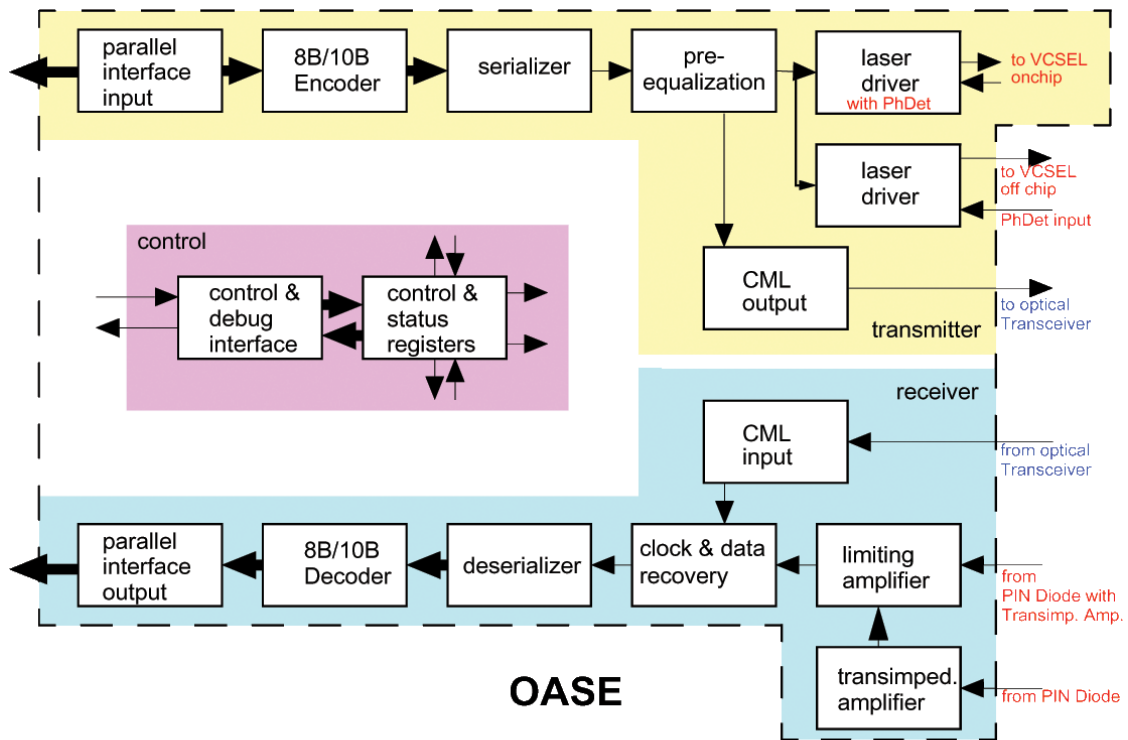 parallel
interface
input
8B/10B
Encoder
serializer
pre-
equalization
laser
driver
with PhDet
to VCSEL
onchip
laser
driver
to VCSEL
off chip
PhDet input
control
control &
debug
interface
control &
status
registers
CML
output
to optical
Transceiver
transmitter
receiver
CML
input
from optical
Transceiver
parallel
interface
output
8B/10B
Decoder
deserializer
clock & data
recovery
limiting
amplifier
from
PIN Diode with
Transimp. Amp.
transimped.
amplifier
from PIN Diode
OASE